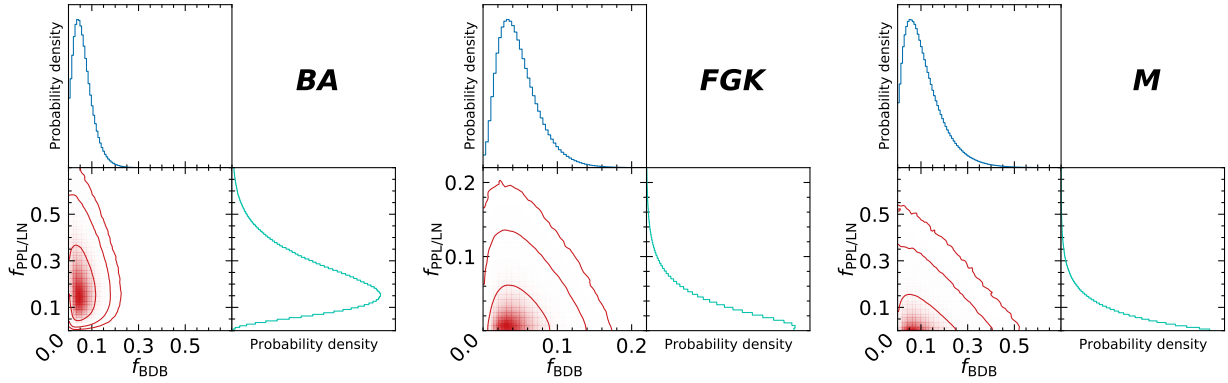 Probability density
BA
0.5
0.3
0.1
0.0
f_PPL/LN
0.1 0.3 0.5
f_BDB
Probability density
Probability density
FGK
0.2
0.1
0.0
f_PPL/LN
0.1 0.2
f_BDB
Probability density
Probability density
M
0.5
0.3
0.1
0.0
f_PPL/LN
0.1 0.3 0.5
f_BDB
Probability density